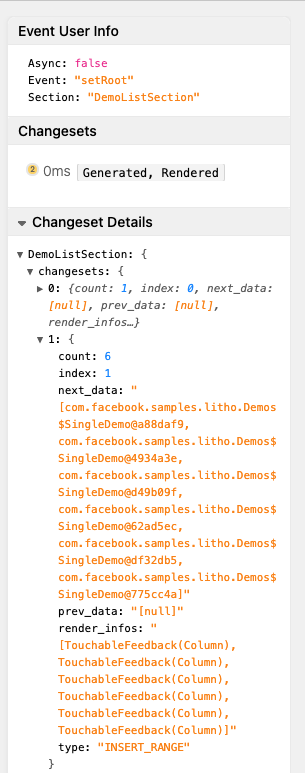 Event User Info
Async: false
Event: "setRoot"
Section: "DemoListSection"
Changesets
2 0ms Generated, Rendered
▼ Changeset Details
▼ DemoListSection: {
▼ changesets: {
▶ 0: {count: 1, index: 0, next_data:
[null], prev_data: [null],
render_infos…}
▼ 1: {
count: 6
index: 1
next_data: "
[com.facebook.samples.litho.Demos
$SingleDemo@a88daf9,
com.facebook.samples.litho.Demos$
SingleDemo@4934a3e,
com.facebook.samples.litho.Demos$
SingleDemo@d49b09f,
com.facebook.samples.litho.Demos$
SingleDemo@62ad5ec,
com.facebook.samples.litho.Demos$
SingleDemo@df32db5,
com.facebook.samples.litho.Demos$
SingleDemo@775cc4a]"
prev_data: "[null]"
render_infos: "
[TouchableFeedback(Column),
TouchableFeedback(Column),
TouchableFeedback(Column),
TouchableFeedback(Column),
TouchableFeedback(Column),
TouchableFeedback(Column)]"
type: "INSERT_RANGE"
}